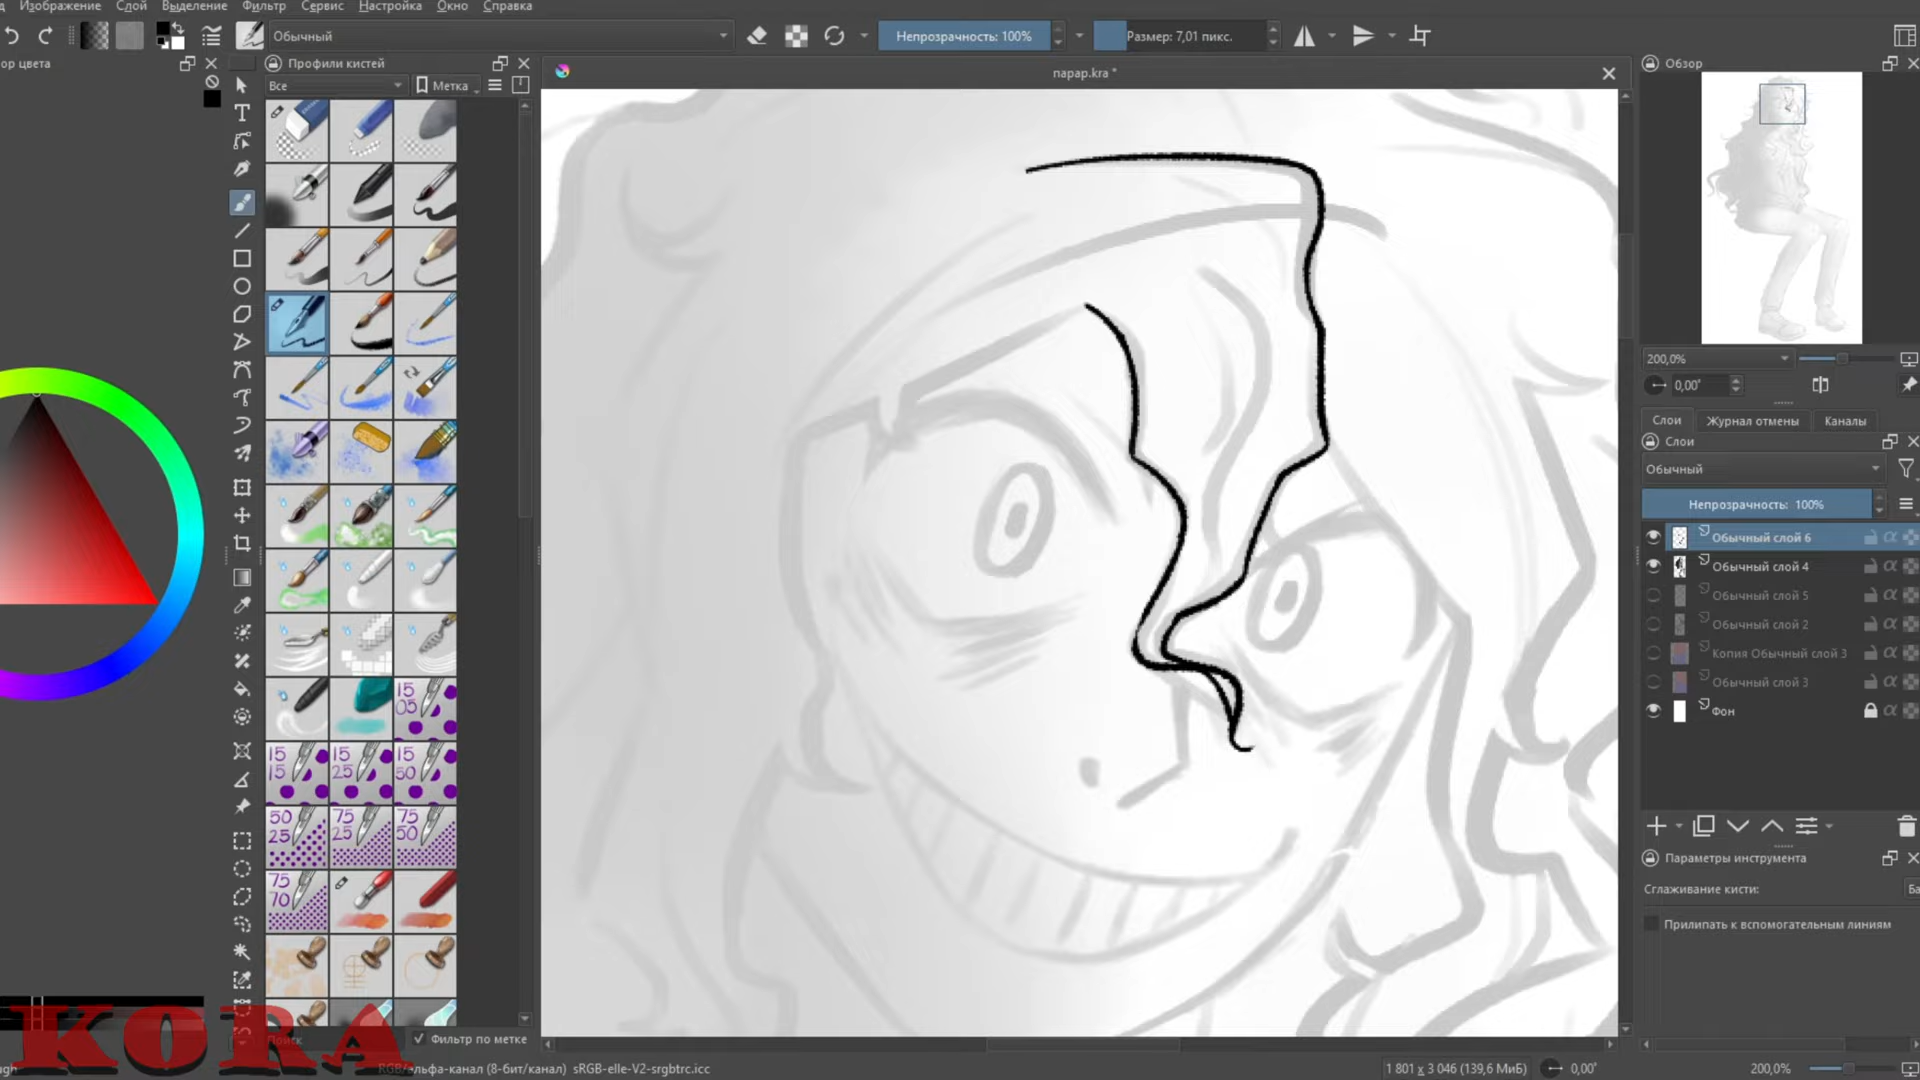 Изображение Слой Выделение Фильтр Сервис Настройка Окно Справка
Обычный
Непрозрачность: 100%
Размер: 7,01 пикс.
ор цвета
Профили кистей
Все
Метка
папар.kra *
Обзор
200,0%
0,00°
Слои Журнал отмены Каналы
Слои
Обычный
Непрозрачность: 100%
Обычный слой 6
Обычный слой 4
Обычный слой 5
Обычный слой 2
Копия Обычный слой 3
Обычный слой 3
Фон
Параметры инструмента
Сглаживание кисти:
Ба
Прилипать к вспомогательным линиям
15 05
15 15
15 25
15 50
50 25
75 25
75 50
75 70
KORA
Поиск
Фильтр по метке
RGB/альфа-канал (8-бит/канал) sRGB-elle-V2-srgbtrc.icc
1 801 x 3 046 (139,6 МиБ)
0,00°
200,0%